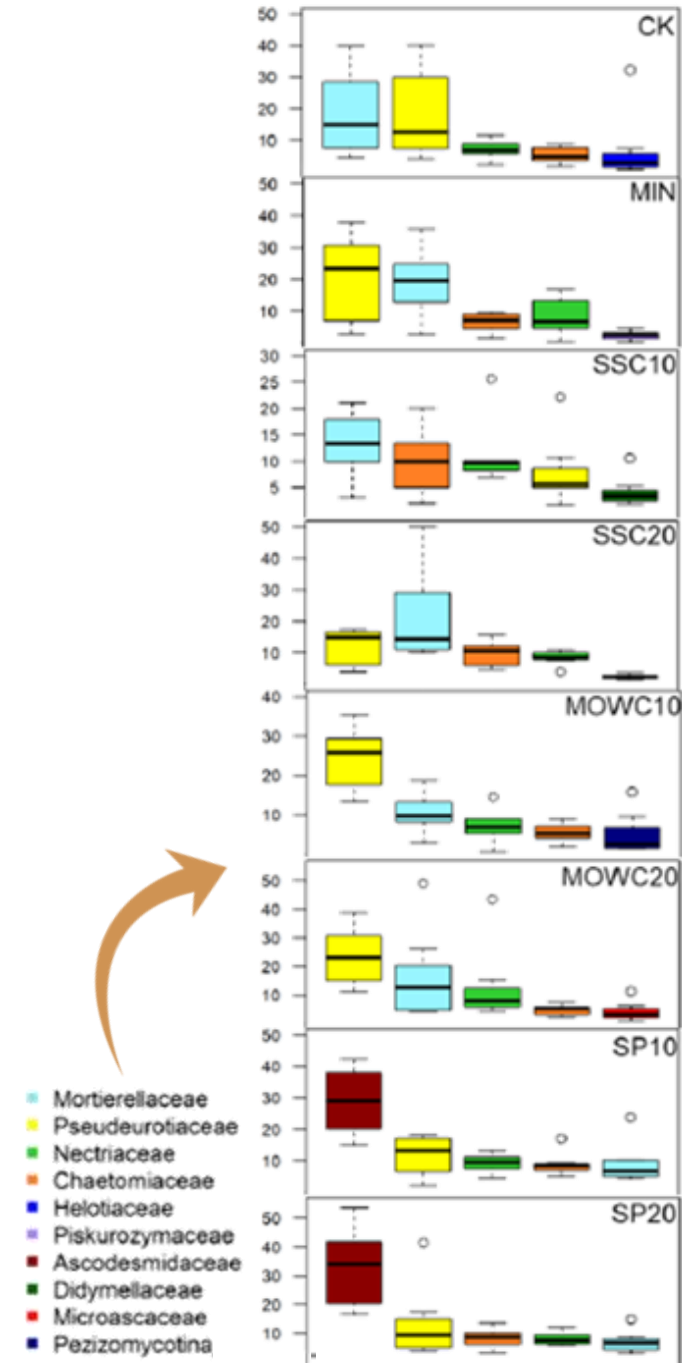 50
CK
40
30
20
10
50
MIN
40
30
20
10
30
SSC10
25
20
15
10
5
50
SSC20
40
30
20
10
40
MOWC10
30
20
10
50
MOWC20
40
30
20
10
50
SP10
40
30
20
10
50
SP20
40
30
20
10
Mortierellaceae
Pseudeurotiaceae
Nectriaceae
Chaetomiaceae
Helotiaceae
Piskurozymaceae
Ascodesmidaceae
Didymellaceae
Microascaceae
Pezizomycotina